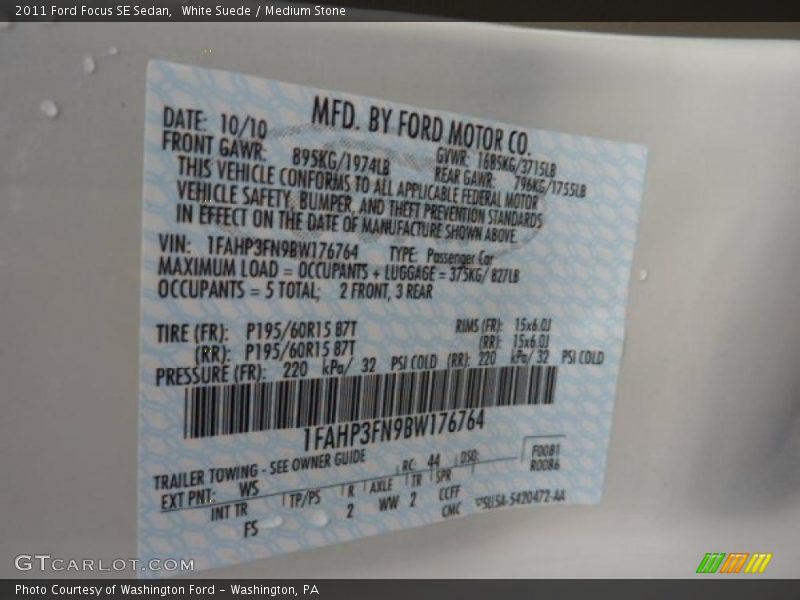 2011 Ford Focus SE Sedan, White Suede / Medium Stone
MFD. BY FORD MOTOR CO.
DATE: 10/10 GVWR: 1685KG/3715LB
FRONT GAWR: 895KG/1974LB REAR GAWR: 796KG/1755LB
THIS VEHICLE CONFORMS TO ALL APPLICABLE FEDERAL MOTOR
VEHICLE SAFETY, BUMPER, AND THEFT PREVENTION STANDARDS
IN EFFECT ON THE DATE OF MANUFACTURE SHOWN ABOVE.
VIN: 1FAHP3FN9BW176764 TYPE: Passenger Car
MAXIMUM LOAD = OCCUPANTS + LUGGAGE = 375KG/ 827LB
OCCUPANTS = 5 TOTAL; 2 FRONT, 3 REAR
TIRE (FR): P195/60R15 87T RIMS (FR): 15x6.0J
(RR): P195/60R15 87T (RR): 15x6.0J
PRESSURE (FR): 220 kPa/ 32 PSI COLD (RR): 220 kPa/ 32 PSI COLD
1FAHP3FN9BW176764
TRAILER TOWING - SEE OWNER GUIDE RC: 44 DSO: F0081
EXT PNT: WS R0086
INT TR TP/PS R AXLE TR SPR
FS 2 WW 2 CCFF
CMC 5U5A-5420472-AA
GTCARLOT.COM
Photo Courtesy of Washington Ford - Washington, PA